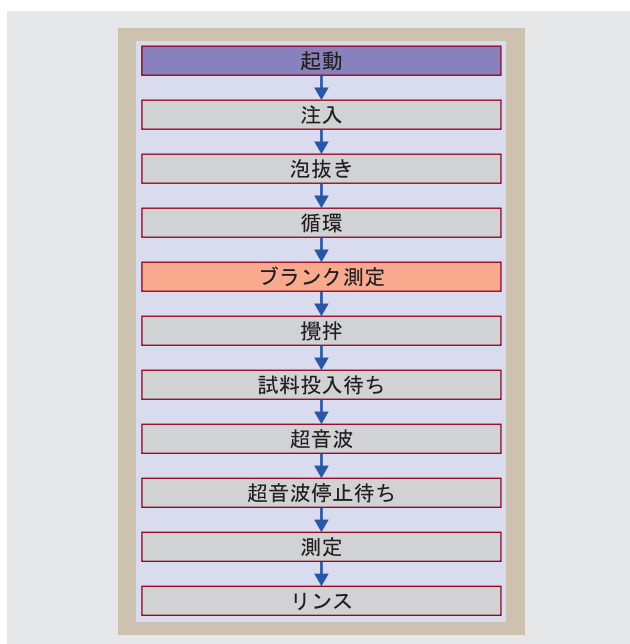 起動
注入
泡抜き
循環
ブランク測定
攪拌
試料投入待ち
超音波
超音波停止待ち
測定
リンス